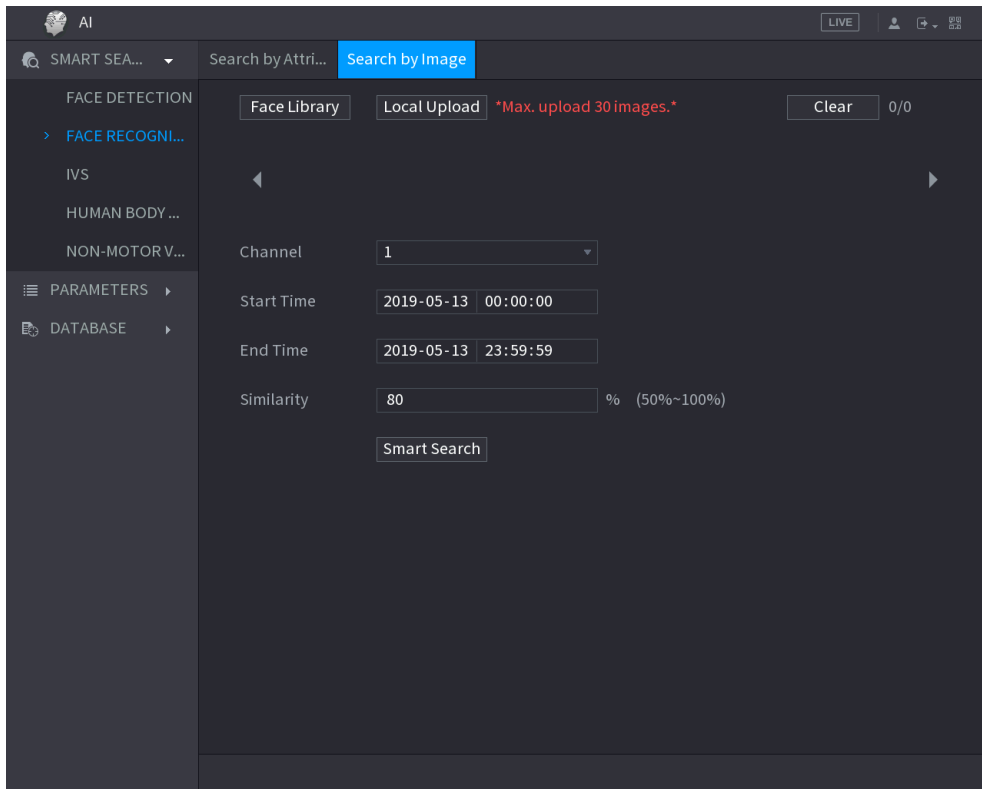 AI LIVE
SMART SEA... Search by Attri... Search by Image
FACE DETECTION
Face Library Local Upload *Max. upload 30 images.* Clear 0/0
FACE RECOGNI...
IVS
HUMAN BODY ...
NON-MOTOR V...
PARAMETERS
DATABASE
Channel 1
Start Time 2019-05-13 00:00:00
End Time 2019-05-13 23:59:59
Similarity 80 % (50%~100%)
Smart Search